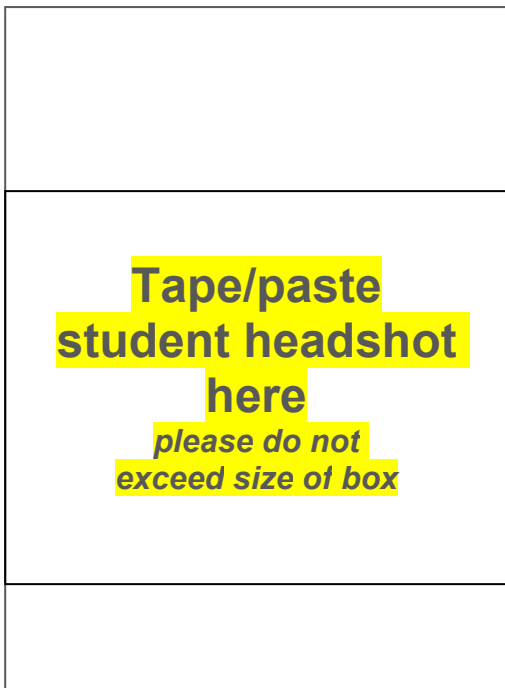 Tape/paste
student headshot
here
please do not
exceed size of box